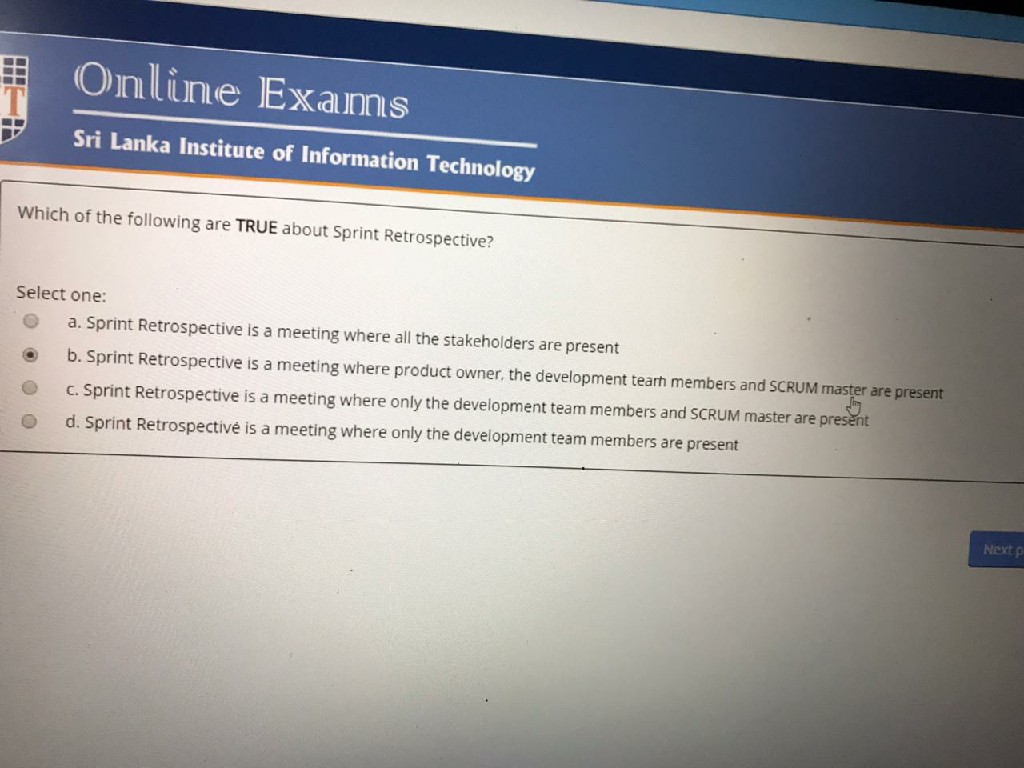 T
Online Exams
Sri Lanka Institute of Information Technology
Which of the following are TRUE about Sprint Retrospective?
Select one:
a. Sprint Retrospective is a meeting where all the stakeholders are present
b. Sprint Retrospective is a meeting where product owner, the development team members and SCRUM master are present
c. Sprint Retrospective is a meeting where only the development team members and SCRUM master are present
d. Sprint Retrospective is a meeting where only the development team members are present
Next p